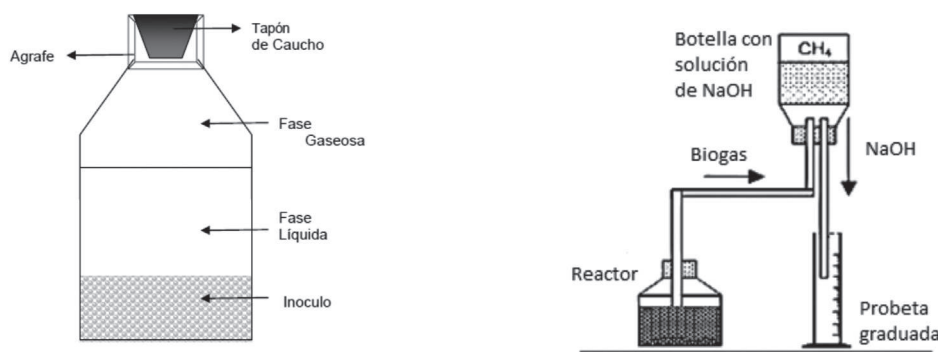 Tapón
de Caucho
Agrafe
Fase
Gaseosa
Fase
Líquida
Inoculo
Botella con
solución
de NaOH
CH₄
NaOH
Biogas
Reactor
Probeta
graduada